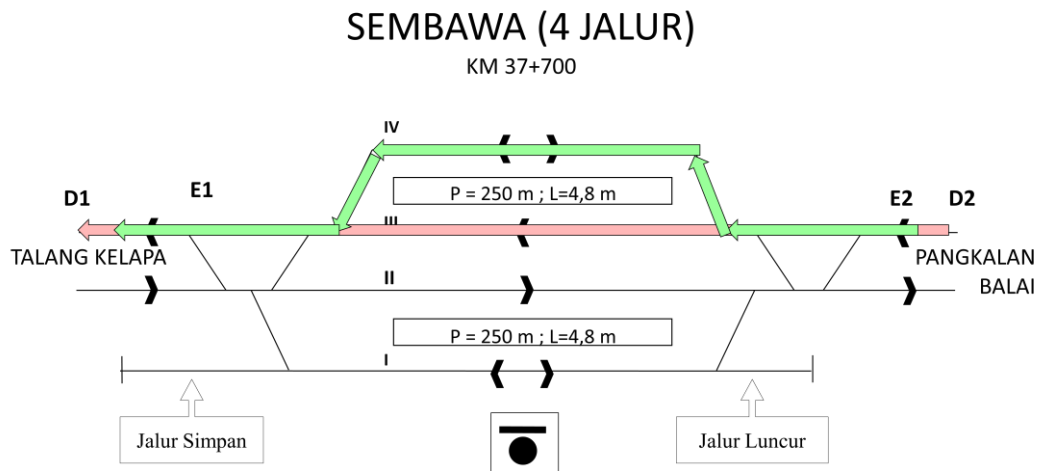 SEMBAWA (4 JALUR)
KM 37+700
IV
P = 250 m ; L=4,8 m
D1
E1
E2
D2
III
TALANG KELAPA
PANGKALAN
BALAI
II
P = 250 m ; L=4,8 m
I
Jalur Simpan
Jalur Luncur